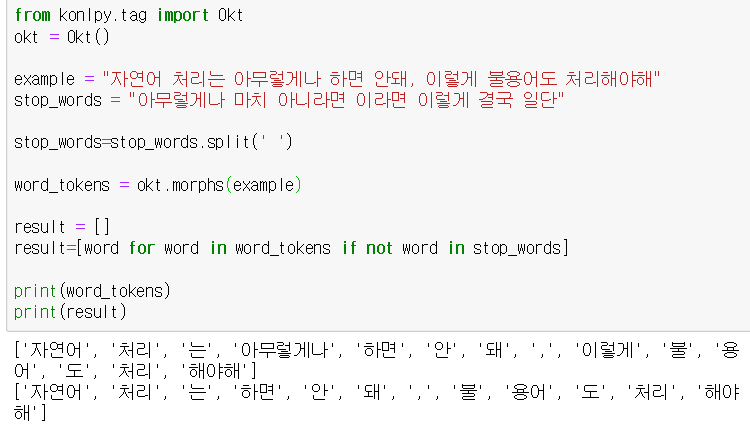 from konlpy.tag import Okt
okt = Okt()
example = "자연어 처리는 아무렇게나 하면 안돼, 이렇게 불용어도 처리해야해"
stop_words = "아무렇게나 마치 아니라면 이라면 이렇게 결국 일단"
stop_words=stop_words.split(' ')
word_tokens = okt.morphs(example)
result = []
result=[word for word in word_tokens if not word in stop_words]
print(word_tokens)
print(result)
['자연어', '처리', '는', '아무렇게나', '하면', '안', '돼', ',', '이렇게', '불', '용
어', '도', '처리', '해야해']
['자연어', '처리', '는', '하면', '안', '돼', ',', '불', '용어', '도', '처리', '해야
해']